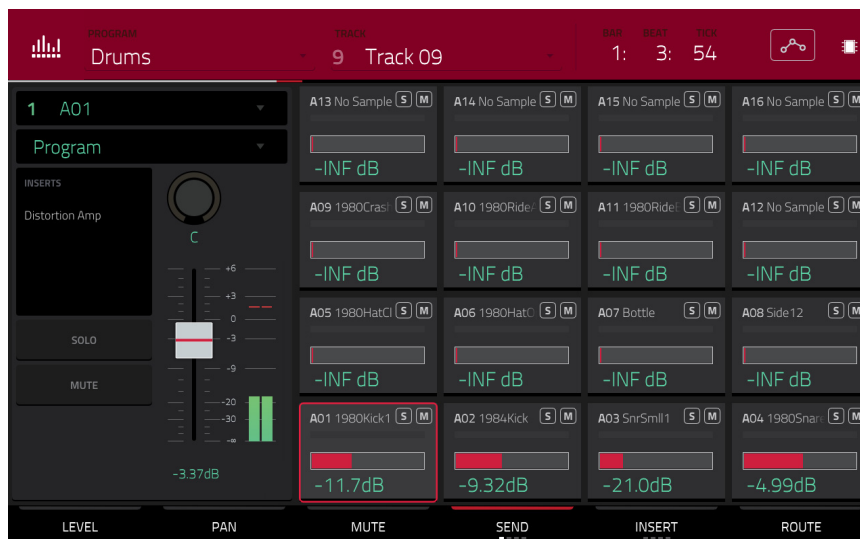 PROGRAM TRACK BAR BEAT TICK
Drums 9 Track 09 1: 3: 54
1 A01
Program
INSERTS
Distortion Amp
C
+6
+3
0
-3
-9
-20
-30
-∞
SOLO
MUTE
-3.37dB
A13 No Sample S M A14 No Sample S M A15 No Sample S M A16 No Sample S M
-INF dB -INF dB -INF dB -INF dB
A09 1980Crash S M A10 1980Ride S M A11 1980Ride S M A12 No Sample S M
-INF dB -INF dB -INF dB -INF dB
A05 1980HatCl S M A06 1980HatO S M A07 Bottle S M A08 Side12 S M
-INF dB -INF dB -INF dB -INF dB
A01 1980Kick1 S M A02 1984Kick S M A03 SnrSmll1 S M A04 1980Snare S M
-11.7dB -9.32dB -21.0dB -4.99dB
LEVEL PAN MUTE SEND INSERT ROUTE